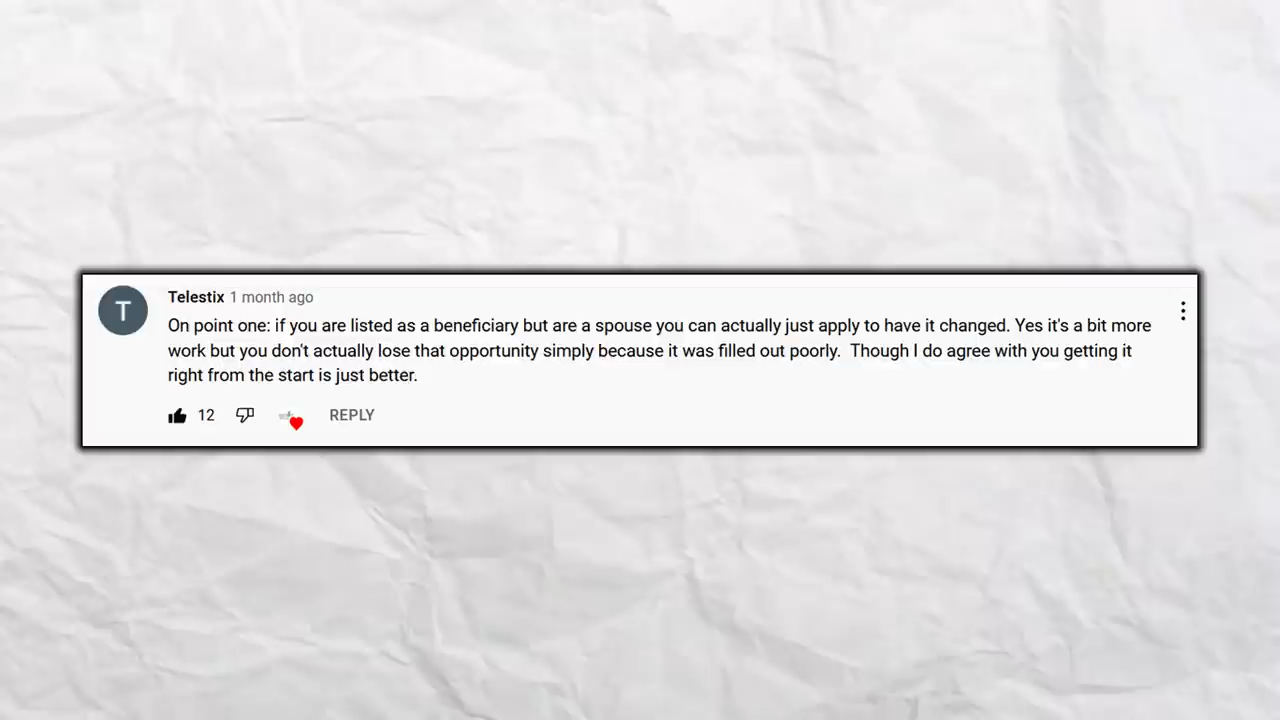 T
Telestix 1 month ago
On point one: if you are listed as a beneficiary but are a spouse you can actually just apply to have it changed. Yes it's a bit more
work but you don't actually lose that opportunity simply because it was filled out poorly.  Though I do agree with you getting it
right from the start is just better.
12 REPLY